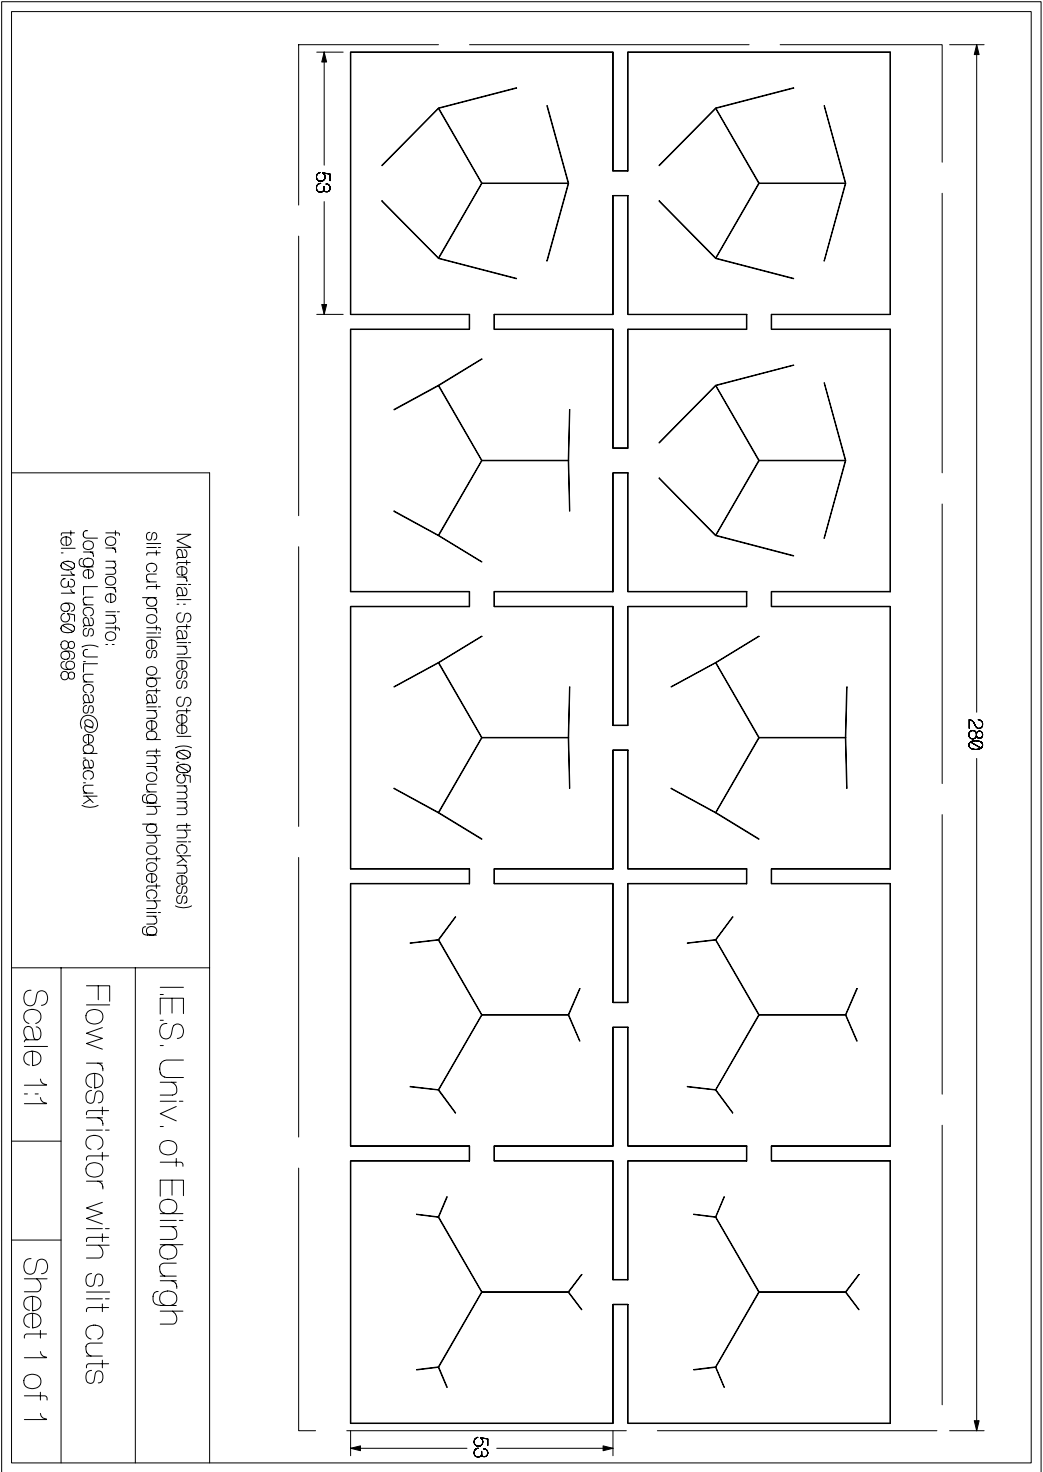 280
53
53
Material: Stainless Steel (0.05mm thickness)
slit cut profiles obtained through photoetching
for more info:
Jorge Lucas (J.Lucas@ed.ac.uk)
tel. 0131 650 8698
I.E.S. Univ. of Edinburgh
Flow restrictor with slit cuts
Scale 1:1
Sheet 1 of 1